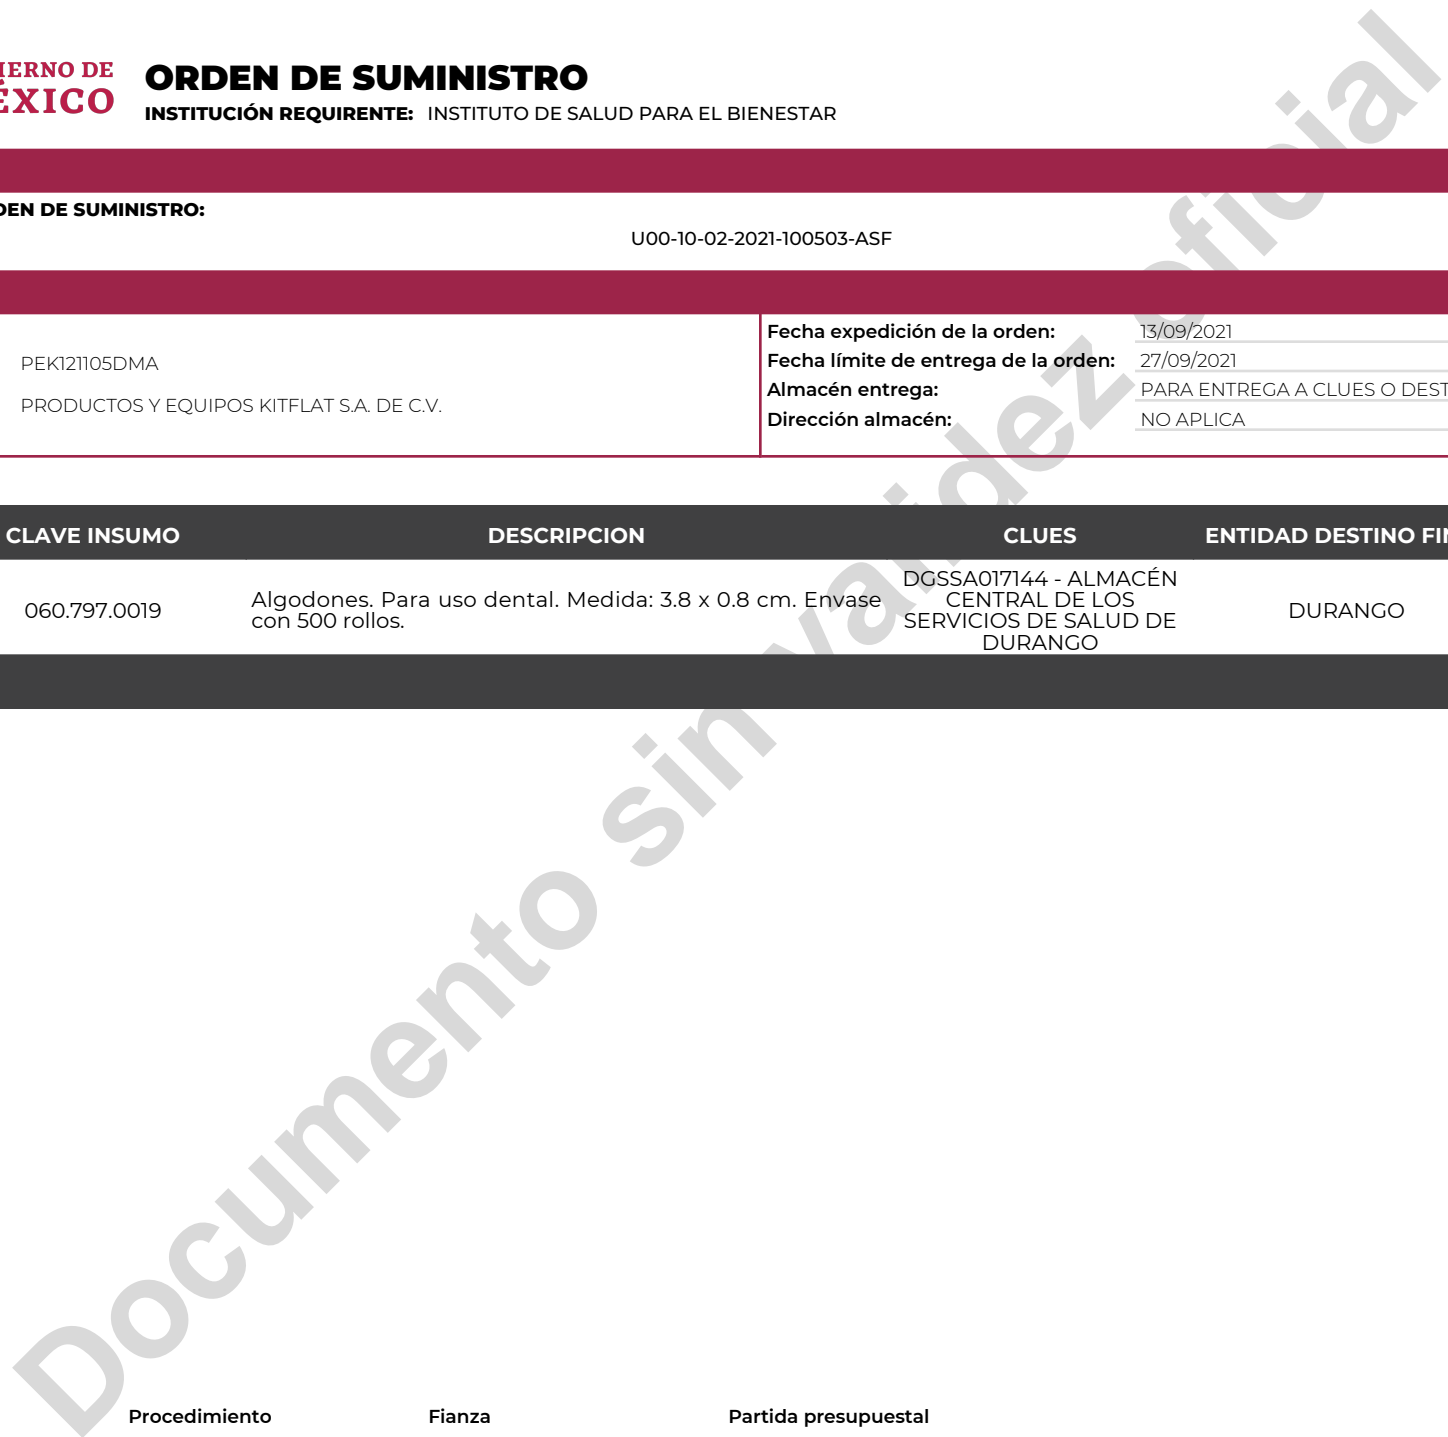 IERNO DE
ÉXICO
ORDEN DE SUMINISTRO
INSTITUCIÓN REQUIRENTE: INSTITUTO DE SALUD PARA EL BIENESTAR
DEN DE SUMINISTRO:
U00-10-02-2021-100503-ASF
PEK121105DMA
PRODUCTOS Y EQUIPOS KITFLAT S.A. DE C.V.
Fecha expedición de la orden: 13/09/2021
Fecha límite de entrega de la orden: 27/09/2021
Almacén entrega: PARA ENTREGA A CLUES O DEST
Dirección almacén: NO APLICA
CLAVE INSUMO DESCRIPCION CLUES ENTIDAD DESTINO FIN
060.797.0019
Algodones. Para uso dental. Medida: 3.8 x 0.8 cm. Envase
con 500 rollos.
DGSSA017144 - ALMACÉN
CENTRAL DE LOS
SERVICIOS DE SALUD DE
DURANGO
DURANGO
Documento sin validez oficial
Procedimiento Fianza Partida presupuestal